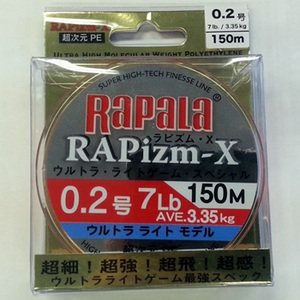 RAPIZM-X
0.2号
超次元 PE
7lb. / 3.35kg
150m
ULTRA HIGH MOLECULAR WEIGHT POLYETHYLENE
SUPER HIGH-TECH FINESSE LINE
RAPALA
ラピズム・X
RAPizm-X
ウルトラ・ライトゲーム・スペシャル
0.2号 7Lb 150M
AVE.3.35kg
ウルトラ ライト モデル
超細！超強！超飛！超感！
ウルトラライトゲーム最強スペック